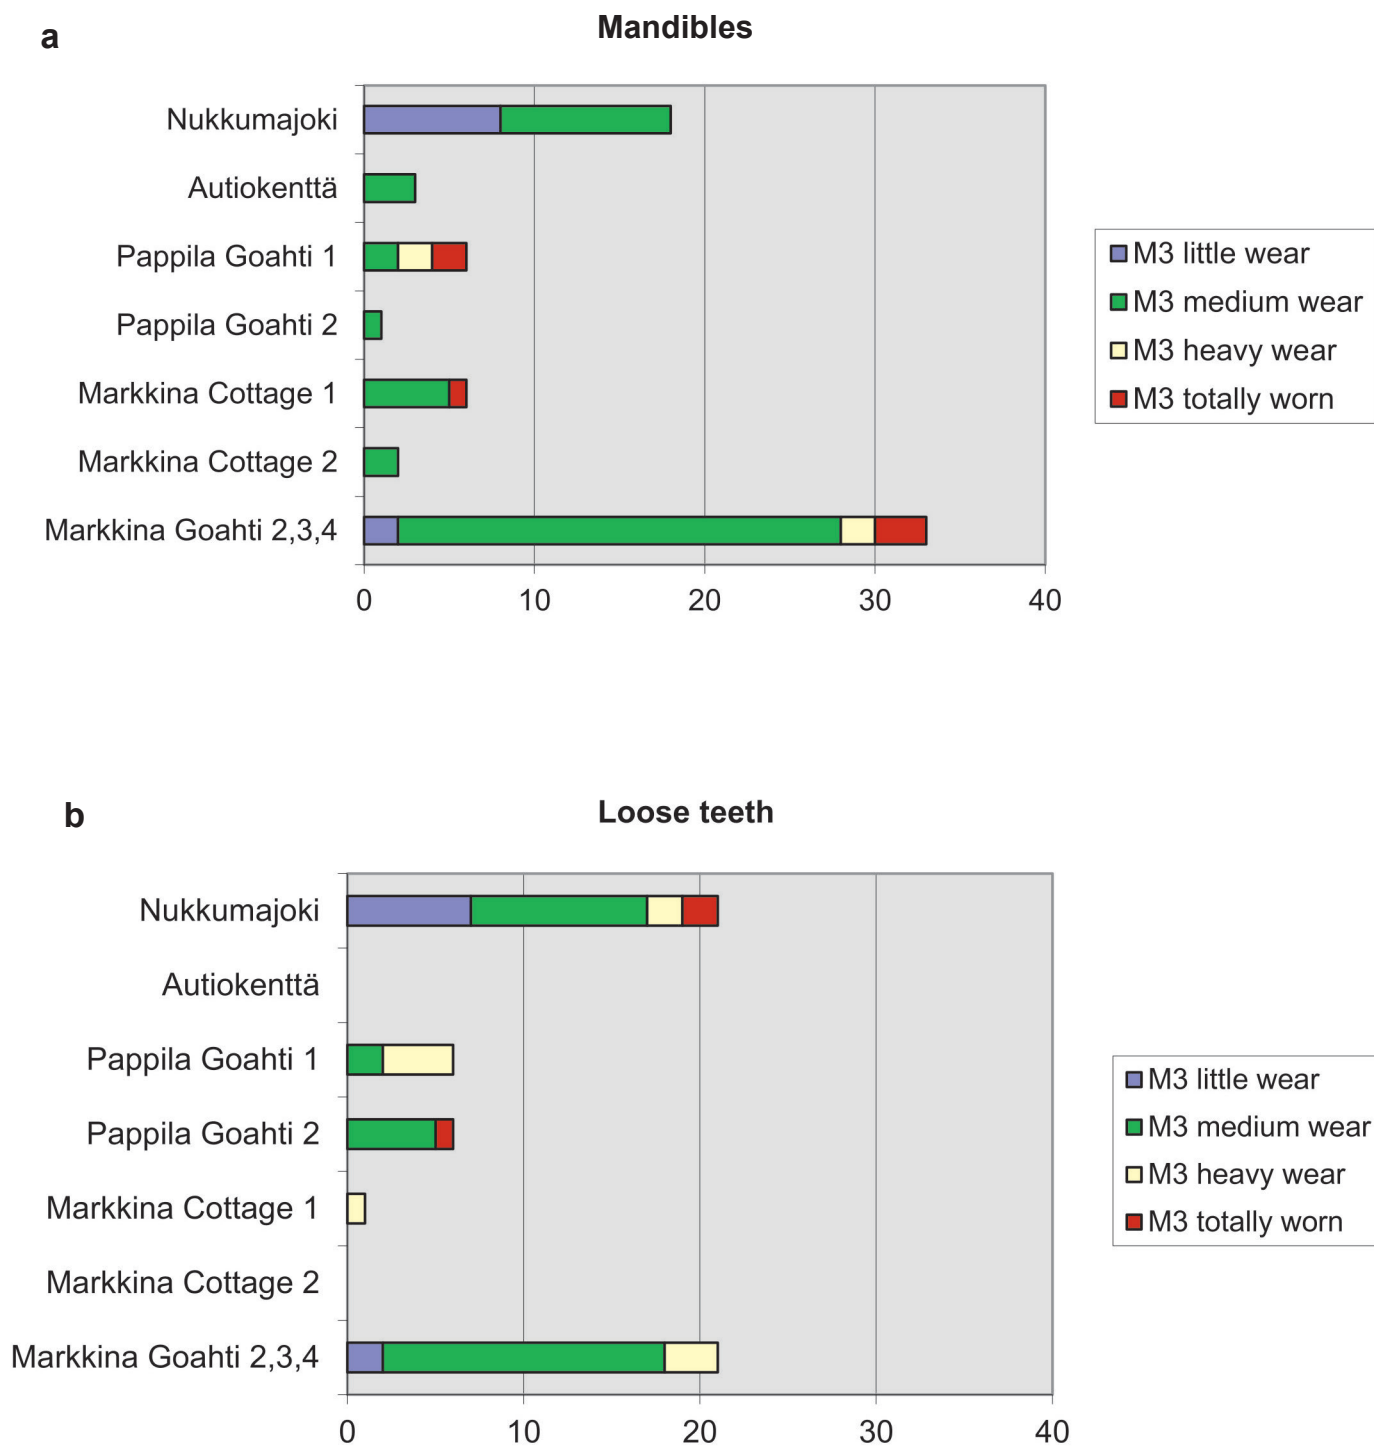 a
Mandibles
Nukkumajoki
Autiokenttä
Pappila Goahti 1
Pappila Goahti 2
Markkina Cottage 1
Markkina Cottage 2
Markkina Goahti 2,3,4
0 10 20 30 40
M3 little wear
M3 medium wear
M3 heavy wear
M3 totally worn
b
Loose teeth
Nukkumajoki
Autiokenttä
Pappila Goahti 1
Pappila Goahti 2
Markkina Cottage 1
Markkina Cottage 2
Markkina Goahti 2,3,4
0 10 20 30 40
M3 little wear
M3 medium wear
M3 heavy wear
M3 totally worn